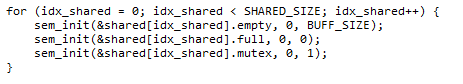 for (idx_shared = 0; idx_shared < SHARED_SIZE; idx_shared++) {
    sem_init(&shared[idx_shared].empty, 0, BUFF_SIZE);
    sem_init(&shared[idx_shared].full, 0, 0);
    sem_init(&shared[idx_shared].mutex, 0, 1);
}